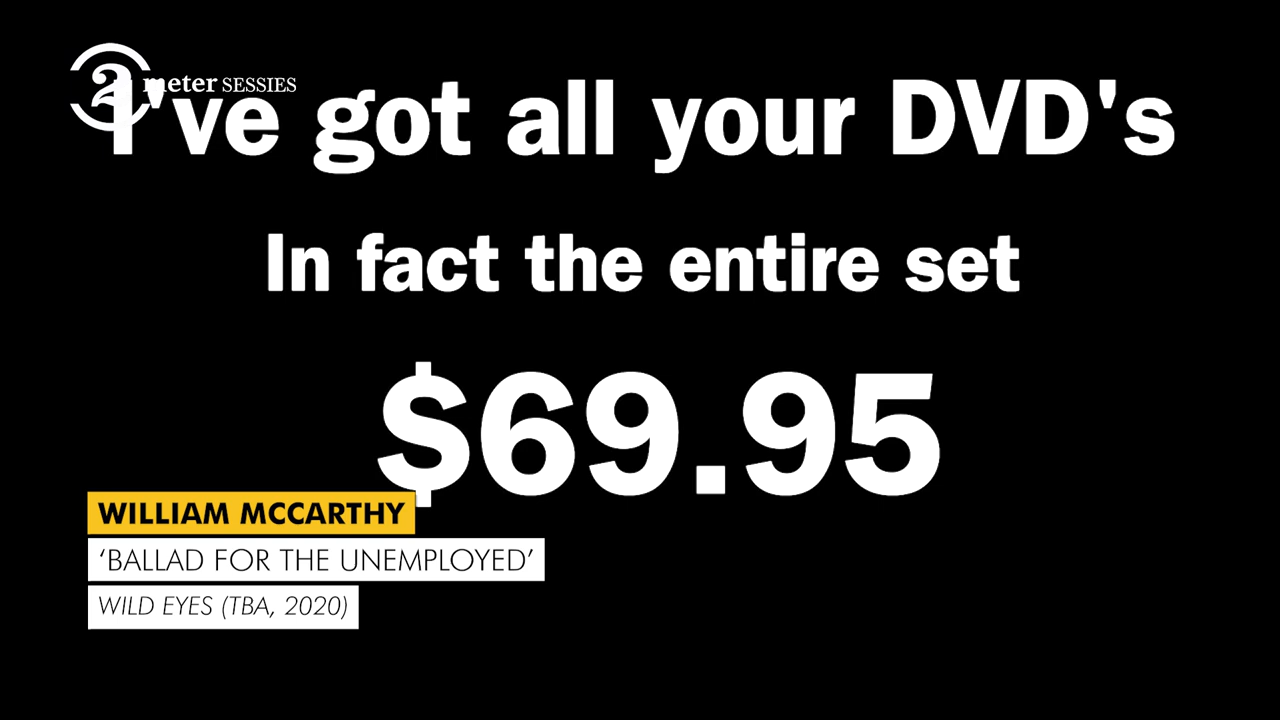 2 meter SESSIES
I've got all your DVD's
In fact the entire set
$69.95
WILLIAM MCCARTHY
‘BALLAD FOR THE UNEMPLOYED’
WILD EYES (TBA, 2020)